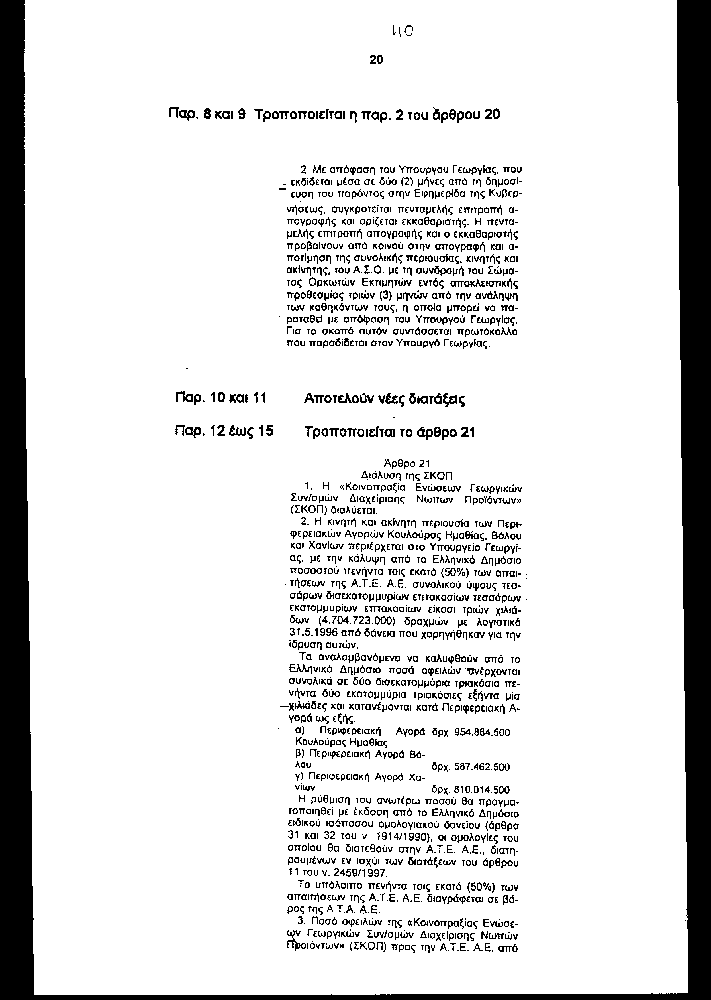 40
20
Παρ. 8 και 9 Τροποποιείται η παρ. 2 του άρθρου 20
2. Με απόφαση του Υπουργού Γεωργίας, που
εκδίδεται μέσα σε δύο (2) μήνες από τη δημοσί-
ευση του παρόντος στην Εφημερίδα της Κυβερ-
νήσεως, συγκροτείται πενταμελής επιτροπή α-
πογραφής και ορίζεται εκκαθαριστής. Η πεντα-
μελής επιτροπή απογραφής και ο εκκαθαριστής
προβαίνουν από κοινού στην απογραφή και α-
ποτίμηση της συνολικής περιουσίας, κινητής και
ακίνητης, του Α.Σ.Ο. με τη συνδρομή του Σώμα-
τος Ορκωτών Εκτιμητών εντός αποκλειστικής
προθεσμίας τριών (3) μηνών από την ανάληψη
των καθηκόντων τους, η οποία μπορεί να πα-
ραταθεί με απόφαση του Υπουργού Γεωργίας.
Για το σκοπό αυτόν συντάσσεται πρωτόκολλο
που παραδίδεται στον Υπουργό Γεωργίας.
Παρ. 10 και 11 Αποτελούν νέες διατάξεις
Παρ. 12 έως 15 Τροποποιείται το άρθρο 21
Άρθρο 21
Διάλυση της ΣΚΟΠ
1. Η «Κοινοπραξία Ενώσεων Γεωργικών
Συν/σμών Διαχείρισης Νωπών Προϊόντων»
(ΣΚΟΠ) διαλύεται.
2. Η κινητή και ακίνητη περιουσία των Περι-
φερειακών Αγορών Κουλούρας Ημαθίας, Βόλου
και Χανίων περιέρχεται στο Υπουργείο Γεωργί-
ας, με την κάλυψη από το Ελληνικό Δημόσιο
ποσοστού πενήντα τοις εκατό (50%) των απαι-
τήσεων της Α.Τ.Ε. Α.Ε. συνολικού ύψους τεσ-
σάρων δισεκατομμυρίων επτακοσίων τεσσάρων
εκατομμυρίων επτακοσίων είκοσι τριών χιλιά-
δων (4.704.723.000) δραχμών με λογιστικό
31.5.1996 από δάνεια που χορηγήθηκαν για την
ίδρυση αυτών.
Τα αναλαμβανόμενα να καλυφθούν από το
Ελληνικό Δημόσιο ποσά οφειλών ανέρχονται
συνολικά σε δύο δισεκατομμύρια τριακόσια πε-
νήντα δύο εκατομμύρια τριακόσιες εξήντα μία
χιλιάδες και κατανέμονται κατά Περιφερειακή Α-
γορά ως εξής:
α) Περιφερειακή Αγορά δρχ. 954.884.500
Κουλούρας Ημαθίας
β) Περιφερειακή Αγορά Βό-
λου δρχ. 587.462.500
γ) Περιφερειακή Αγορά Χα-
νίων δρχ. 810.014.500
Η ρύθμιση του ανωτέρω ποσού θα πραγμα-
τοποιηθεί με έκδοση από το Ελληνικό Δημόσιο
ειδικού ισόποσου ομολογιακού δανείου (άρθρα
31 και 32 του ν. 1914/1990), οι ομολογίες του
οποίου θα διατεθούν στην Α.Τ.Ε. Α.Ε., διατη-
ρουμένων εν ισχύι των διατάξεων του άρθρου
11 του ν. 2459/1997.
Το υπόλοιπο πενήντα τοις εκατό (50%) των
απαιτήσεων της Α.Τ.Ε. Α.Ε. διαγράφεται σε βά-
ρος της Α.Τ.Α. Α.Ε.
3. Ποσό οφειλών της «Κοινοπραξίας Ενώσε-
ων Γεωργικών Συν/σμών Διαχείρισης Νωπών
Προϊόντων» (ΣΚΟΠ) προς την Α.Τ.Ε. Α.Ε. από